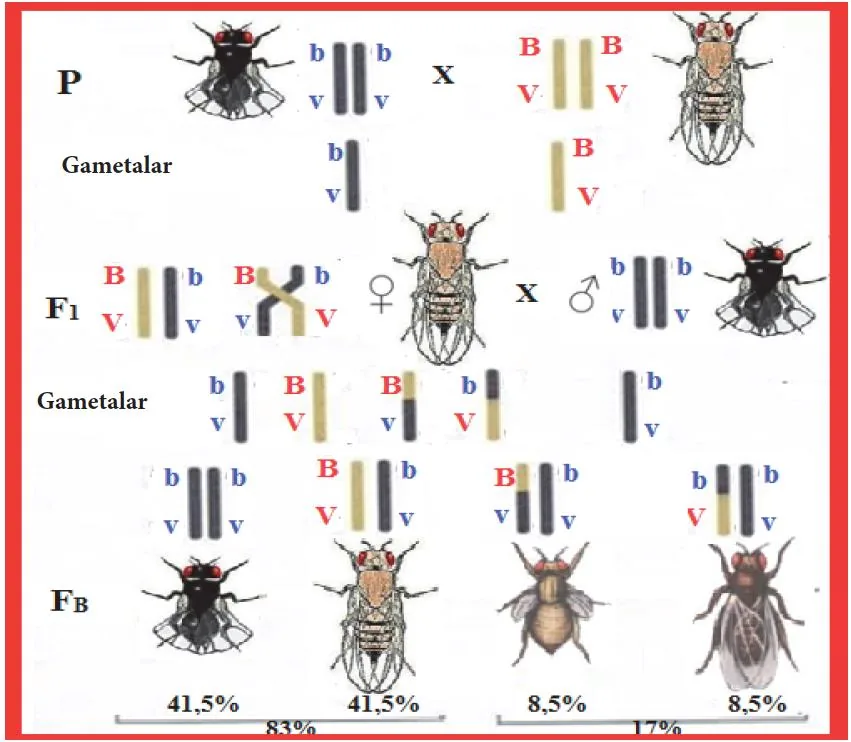 P b b X B B
v v V V
Gametalar b B
v V
F1 B b B b ♀ X ♂ b b
V v v V v v
Gametalar b B B b b
v V v V v
b b B b B b b b
v v V v v v V v
FB
41,5% 41,5% 8,5% 8,5%
83% 17%